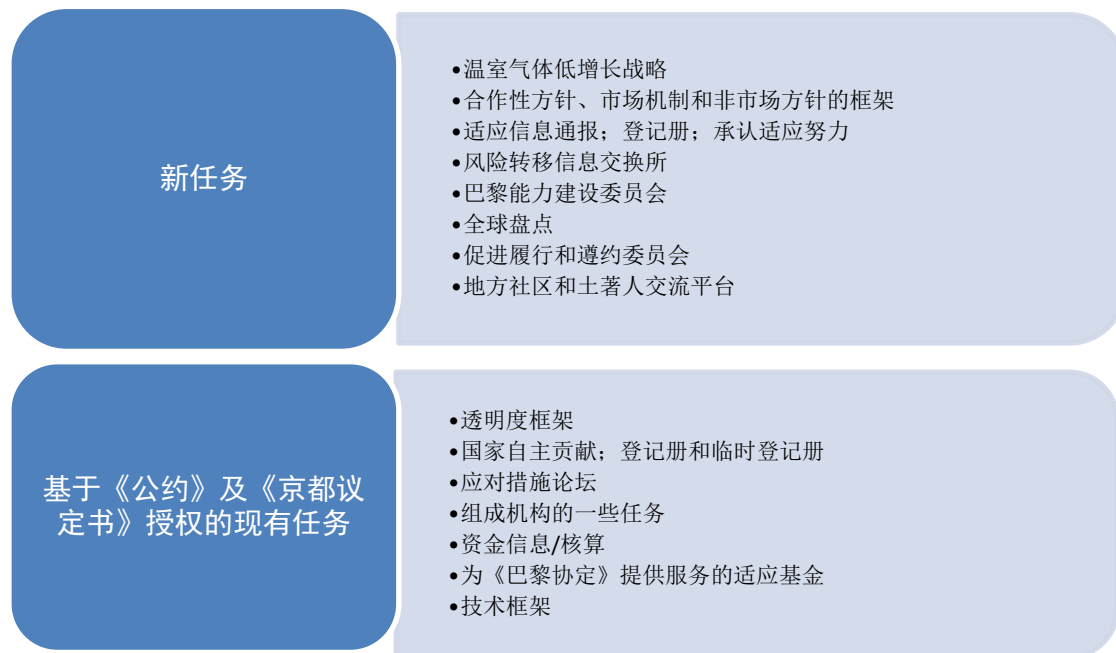 新任务
•温室气体低增长战略
•合作性方针、市场机制和非市场方针的框架
•适应信息通报；登记册；承认适应努力
•风险转移信息交换所
•巴黎能力建设委员会
•全球盘点
•促进履行和遵约委员会
•地方社区和土著人交流平台
基于《公约》及《京都议
定书》授权的现有任务
•透明度框架
•国家自主贡献；登记册和临时登记册
•应对措施论坛
•组成机构的一些任务
•资金信息/核算
•为《巴黎协定》提供服务的适应基金
•技术框架